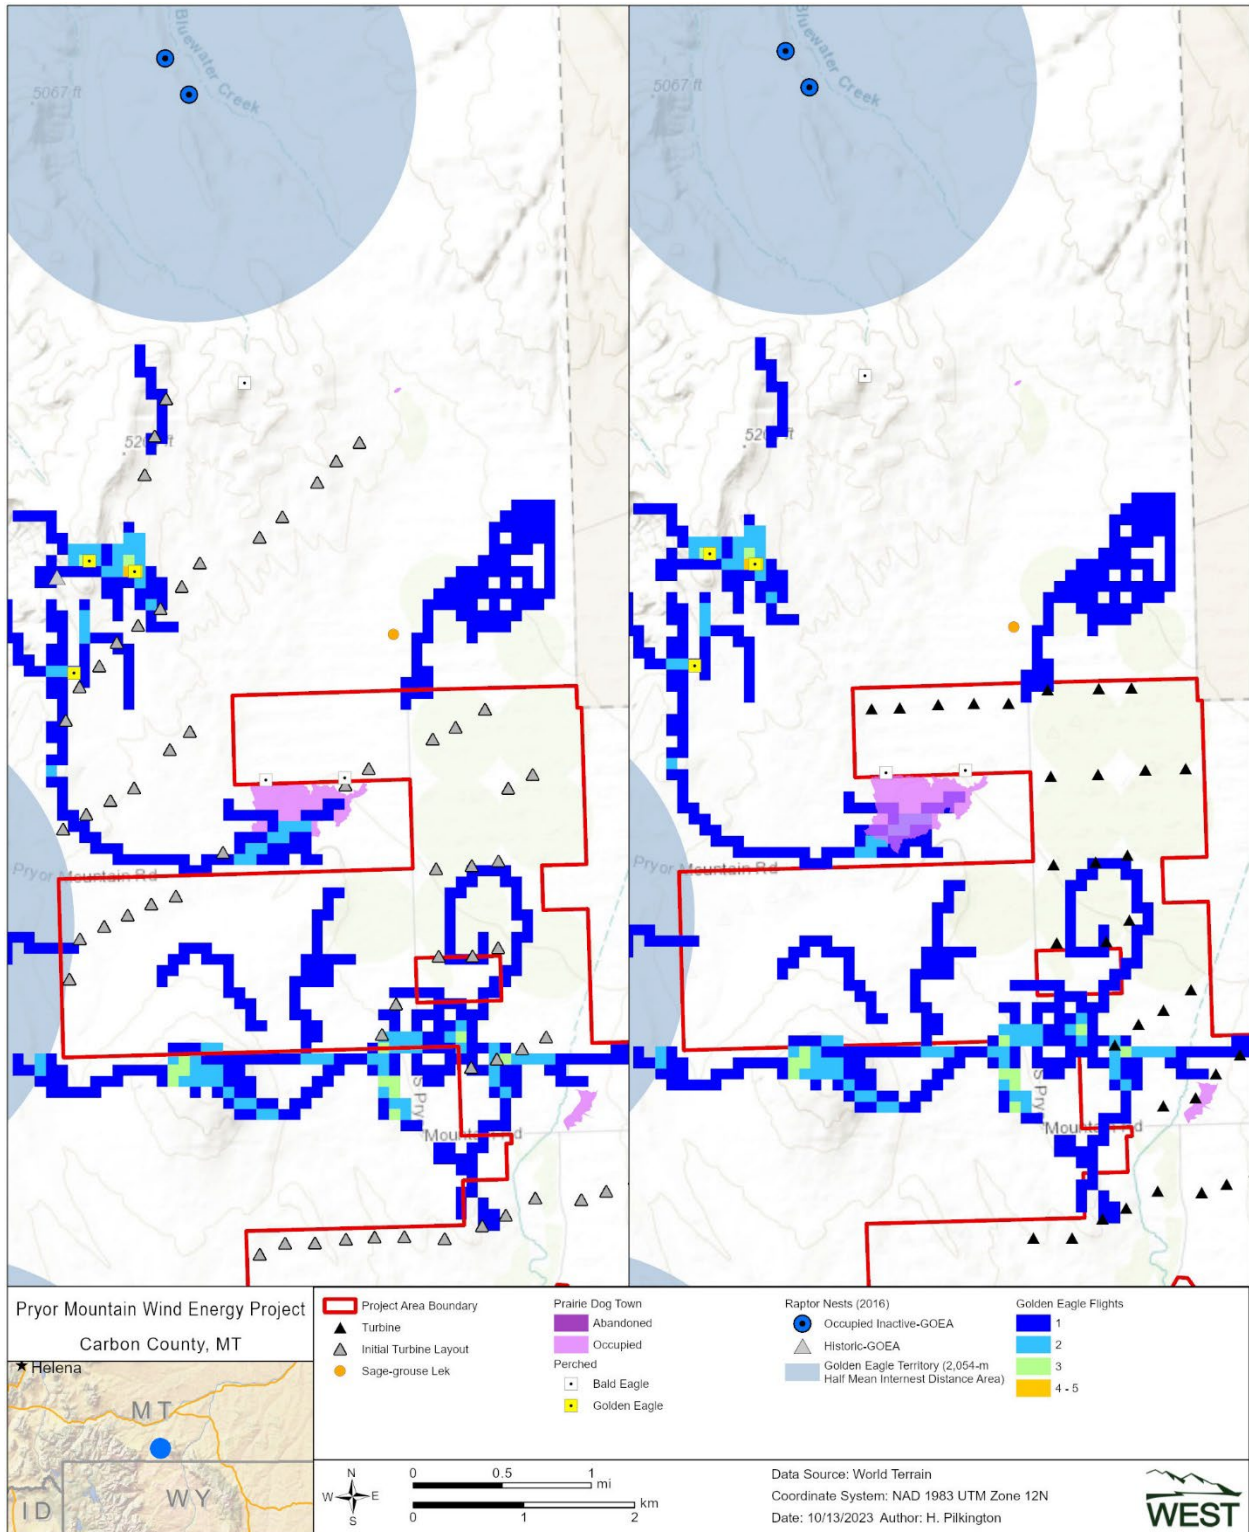 Bluewater Creek
5067 ft
Bluewater Creek
5067 ft
Pryor Mountain Rd
Pryor Mountain Rd
S Pry
Mountain Rd
Mountain Rd
Pryor Mountain Wind Energy Project
Carbon County, MT
Helena
MT
ID
WY
Project Area Boundary
Turbine
Initial Turbine Layout
Sage-grouse Lek
Prairie Dog Town
Abandoned
Occupied
Perched
Bald Eagle
Golden Eagle
Raptor Nests (2016)
Occupied Inactive-GOEA
Historic-GOEA
Golden Eagle Territory (2,054-m
Half Mean Internest Distance Area)
Golden Eagle Flights
1
2
3
4 - 5
N
W E
S
0 0.5 1
mi
km
0 1 2
Data Source: World Terrain
Coordinate System: NAD 1983 UTM Zone 12N
Date: 10/13/2023 Author: H. Pilkington
WEST